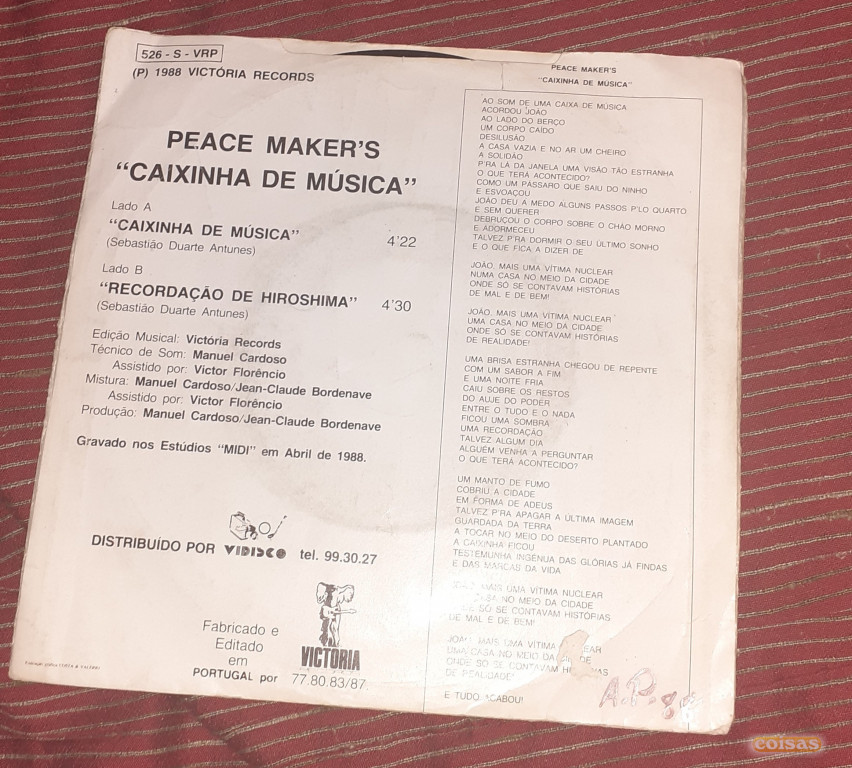 526 - S - VRP
(P) 1988 VICTÓRIA RECORDS
PEACE MAKER'S
"CAIXINHA DE MÚSICA"
Lado A
"CAIXINHA DE MÚSICA" 4'22
(Sebastião Duarte Antunes)
Lado B
"RECORDAÇÃO DE HIROSHIMA" 4'30
(Sebastião Duarte Antunes)
Edição Musical: Victória Records
Técnico de Som: Manuel Cardoso
Assistido por: Victor Florêncio
Mistura: Manuel Cardoso/Jean-Claude Bordenave
Assistido por: Victor Florêncio
Produção: Manuel Cardoso/Jean-Claude Bordenave
Gravado nos Estúdios "MIDI" em Abril de 1988.
DISTRIBUÍDO POR VIDISCO tel. 99.30.27
Fabricado e
Editado
em
PORTUGAL por
VICTÓRIA
77.80.83/87
PEACE MAKER'S
"CAIXINHA DE MÚSICA"
AO SOM DE UMA CAIXA DE MÚSICA
ACORDOU JOÃO
AO LADO DO BERÇO
UM CORPO CAÍDO
DESILUSÃO
A CASA VAZIA E NO AR UM CHEIRO
A SOLIDÃO
P'RA LÁ DA JANELA UMA VISÃO TÃO ESTRANHA
O QUE TERÁ ACONTECIDO?
COMO UM PÁSSARO QUE SAIU DO NINHO
E ESVOAÇOU
JOÃO DEU A MEDO ALGUNS PASSOS P'LO QUARTO
E SEM QUERER
DEBRUÇOU O CORPO SOBRE O CHÃO MORNO
E ADORMECEU
TALVEZ P'RA DORMIR O SEU ÚLTIMO SONHO
E O QUE FICA A DIZER DE
JOÃO, MAIS UMA VÍTIMA NUCLEAR
NUMA CASA NO MEIO DA CIDADE
ONDE SÓ SE CONTAVAM HISTÓRIAS
DE MAL E DE BEM!
JOÃO, MAIS UMA VÍTIMA NUCLEAR
UMA CASA NO MEIO DA CIDADE
ONDE SÓ SE CONTAVAM HISTÓRIAS
DE REALIDADE!
UMA BRISA ESTRANHA CHEGOU DE REPENTE
COM UM SABOR A FIM
E UMA NOITE FRIA
CAIU SOBRE OS RESTOS
DO AUJE DO PODER
ENTRE O TUDO E O NADA
FICOU UMA SOMBRA
UMA RECORDAÇÃO
TALVEZ ALGUM DIA
ALGUÉM VENHA A PERGUNTAR
O QUE TERÁ ACONTECIDO?
UM MANTO DE FUMO
COBRIU A CIDADE
EM FORMA DE ADEUS
TALVEZ P'RA APAGAR A ÚLTIMA IMAGEM
GUARDADA DA TERRA
A TOCAR NO MEIO DO DESERTO PLANTADO
A CAIXINHA FICOU
TESTEMUNHA INGÉNUA DAS GLÓRIAS JÁ FINDAS
E DAS MARCAS DA VIDA
MAIS UMA VÍTIMA NUCLEAR
NO MEIO DA CIDADE
SÓ SE CONTAVAM HISTÓRIAS
DE MAL E DE BEM!
MAIS UMA VÍTIMA
UMA CASA NO MEIO DA CIDADE
ONDE SÓ SE CONTAVAM
DE REALIDADE!
E TUDO ACABOU!
A.P.
coisas